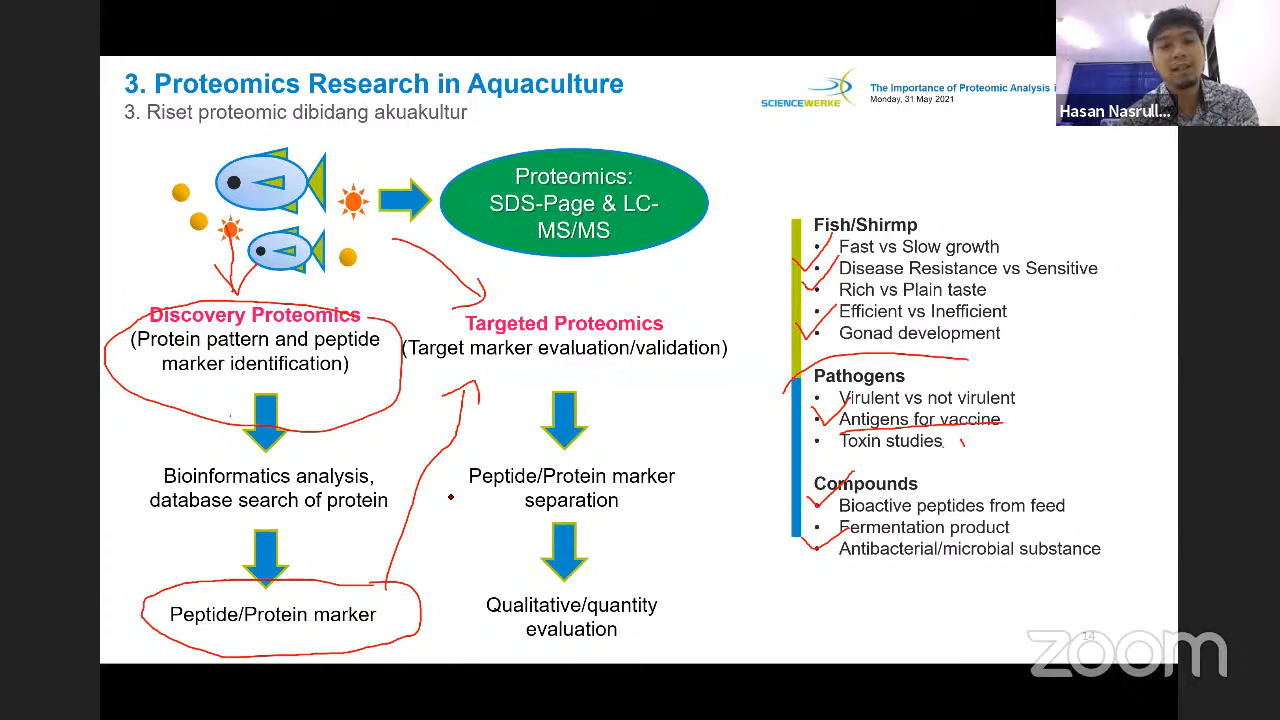 3. Proteomics Research in Aquaculture
3. Riset proteomic dibidang akuakultur
SCIENCEWERKE
The Importance of Proteomic Analysis i
Monday, 31 May 2021
Hasan Nasrull...
Proteomics:
SDS-Page & LC-
MS/MS
Discovery Proteomics
(Protein pattern and peptide
marker identification)
Bioinformatics analysis,
database search of protein
Peptide/Protein marker
Targeted Proteomics
(Target marker evaluation/validation)
Peptide/Protein marker
separation
Qualitative/quantity
evaluation
Fish/Shirmp
• Fast vs Slow growth
• Disease Resistance vs Sensitive
• Rich vs Plain taste
• Efficient vs Inefficient
• Gonad development
Pathogens
• Virulent vs not virulent
• Antigens for vaccine
• Toxin studies
Compounds
• Bioactive peptides from feed
• Fermentation product
• Antibacterial/microbial substance
14
zoom